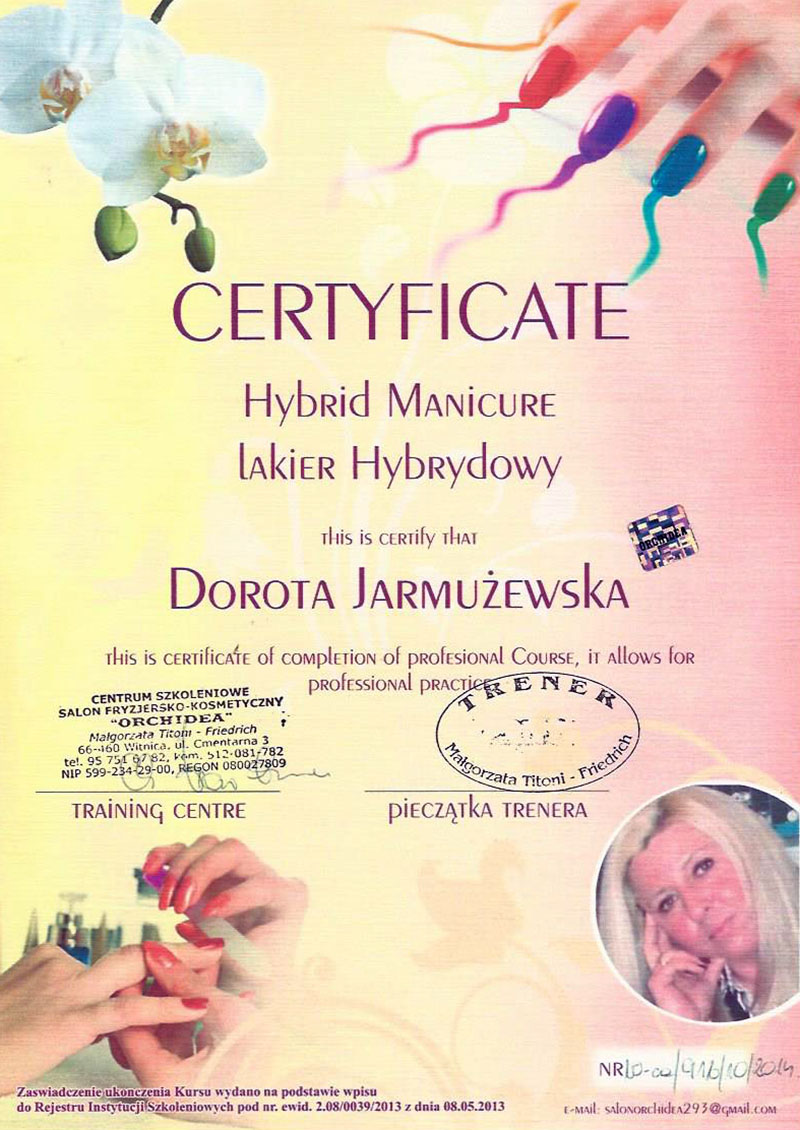 CERTYFICATE
Hybrid Manicure
Lakier Hybrydowy
this is certify that
ORCHIDEA
Dorota Jarmużewska
this is certificate of completion of profesional Course, it allows for
professional practice
CENTRUM SZKOLENIOWE
SALON FRYZJERSKO-KOSMETYCZNY
"ORCHIDEA"
Małgorzata Titoni - Friedrich
66-460 Witnica, ul. Cmentarna 3
tel. 95 751 67 82, kom. 512-081-782
NIP 599-234-29-00, REGON 080027809
TRENER
Małgorzata Titoni - Friedrich
TRAINING CENTRE
PIECZĄTKA TRENERA
NR /10/2014
Zaswiadczenie ukonczenia Kursu wydano na podstawie wpisu
do Rejestru Instytucji Szkoleniowych pod nr. ewid. 2.08/0039/2013 z dnia 08.05.2013
E-MAIL: SALONORCHIDEA293@GMAIL.COM